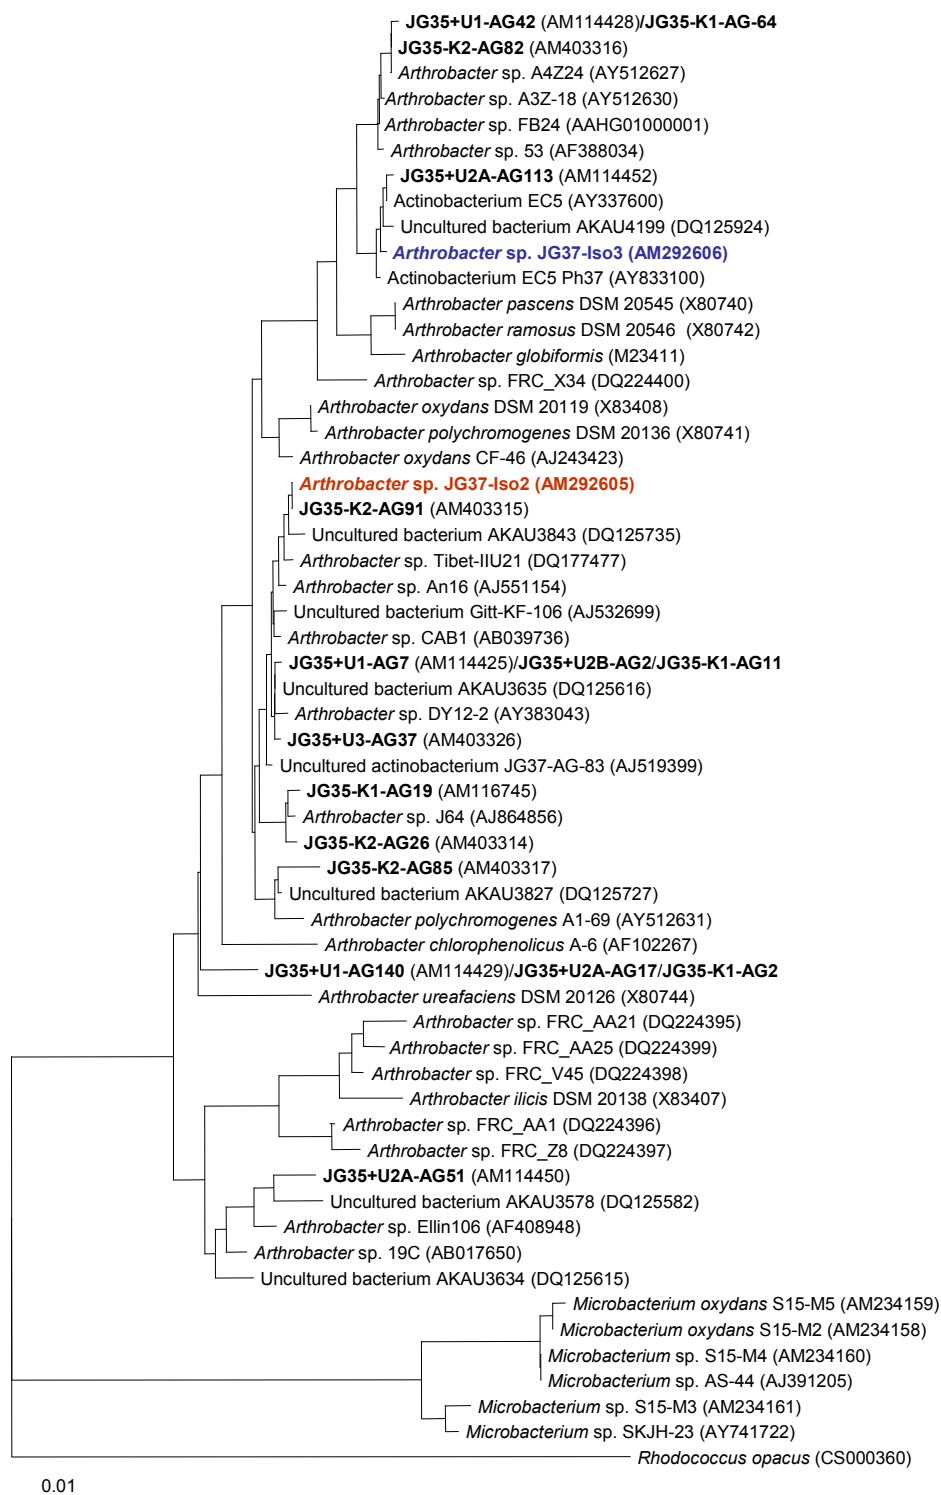 JG35+U1-AG42 (AM114428)/JG35-K1-AG-64
JG35-K2-AG82 (AM403316)
Arthrobacter sp. A4Z24 (AY512627)
Arthrobacter sp. A3Z-18 (AY512630)
Arthrobacter sp. FB24 (AAHG01000001)
Arthrobacter sp. 53 (AF388034)
JG35+U2A-AG113 (AM114452)
Actinobacterium EC5 (AY337600)
Uncultured bacterium AKAU4199 (DQ125924)
Arthrobacter sp. JG37-Iso3 (AM292606)
Actinobacterium EC5 Ph37 (AY833100)
Arthrobacter pascens DSM 20545 (X80740)
Arthrobacter ramosus DSM 20546 (X80742)
Arthrobacter globiformis (M23411)
Arthrobacter sp. FRC_X34 (DQ224400)
Arthrobacter oxydans DSM 20119 (X83408)
Arthrobacter polychromogenes DSM 20136 (X80741)
Arthrobacter oxydans CF-46 (AJ243423)
Arthrobacter sp. JG37-Iso2 (AM292605)
JG35-K2-AG91 (AM403315)
Uncultured bacterium AKAU3843 (DQ125735)
Arthrobacter sp. Tibet-IIU21 (DQ177477)
Arthrobacter sp. An16 (AJ551154)
Uncultured bacterium Gitt-KF-106 (AJ532699)
Arthrobacter sp. CAB1 (AB039736)
JG35+U1-AG7 (AM114425)/JG35+U2B-AG2/JG35-K1-AG11
Uncultured bacterium AKAU3635 (DQ125616)
Arthrobacter sp. DY12-2 (AY383043)
JG35+U3-AG37 (AM403326)
Uncultured actinobacterium JG37-AG-83 (AJ519399)
JG35-K1-AG19 (AM116745)
Arthrobacter sp. J64 (AJ864856)
JG35-K2-AG26 (AM403314)
JG35-K2-AG85 (AM403317)
Uncultured bacterium AKAU3827 (DQ125727)
Arthrobacter polychromogenes A1-69 (AY512631)
Arthrobacter chlorophenolicus A-6 (AF102267)
JG35+U1-AG140 (AM114429)/JG35+U2A-AG17/JG35-K1-AG2
Arthrobacter ureafaciens DSM 20126 (X80744)
Arthrobacter sp. FRC_AA21 (DQ224395)
Arthrobacter sp. FRC_AA25 (DQ224399)
Arthrobacter sp. FRC_V45 (DQ224398)
Arthrobacter ilicis DSM 20138 (X83407)
Arthrobacter sp. FRC_AA1 (DQ224396)
Arthrobacter sp. FRC_Z8 (DQ224397)
JG35+U2A-AG51 (AM114450)
Uncultured bacterium AKAU3578 (DQ125582)
Arthrobacter sp. Ellin106 (AF408948)
Arthrobacter sp. 19C (AB017650)
Uncultured bacterium AKAU3634 (DQ125615)
Microbacterium oxydans S15-M5 (AM234159)
Microbacterium oxydans S15-M2 (AM234158)
Microbacterium sp. S15-M4 (AM234160)
Microbacterium sp. AS-44 (AJ391205)
Microbacterium sp. S15-M3 (AM234161)
Microbacterium sp. SKJH-23 (AY741722)
Rhodococcus opacus (CS000360)
0.01